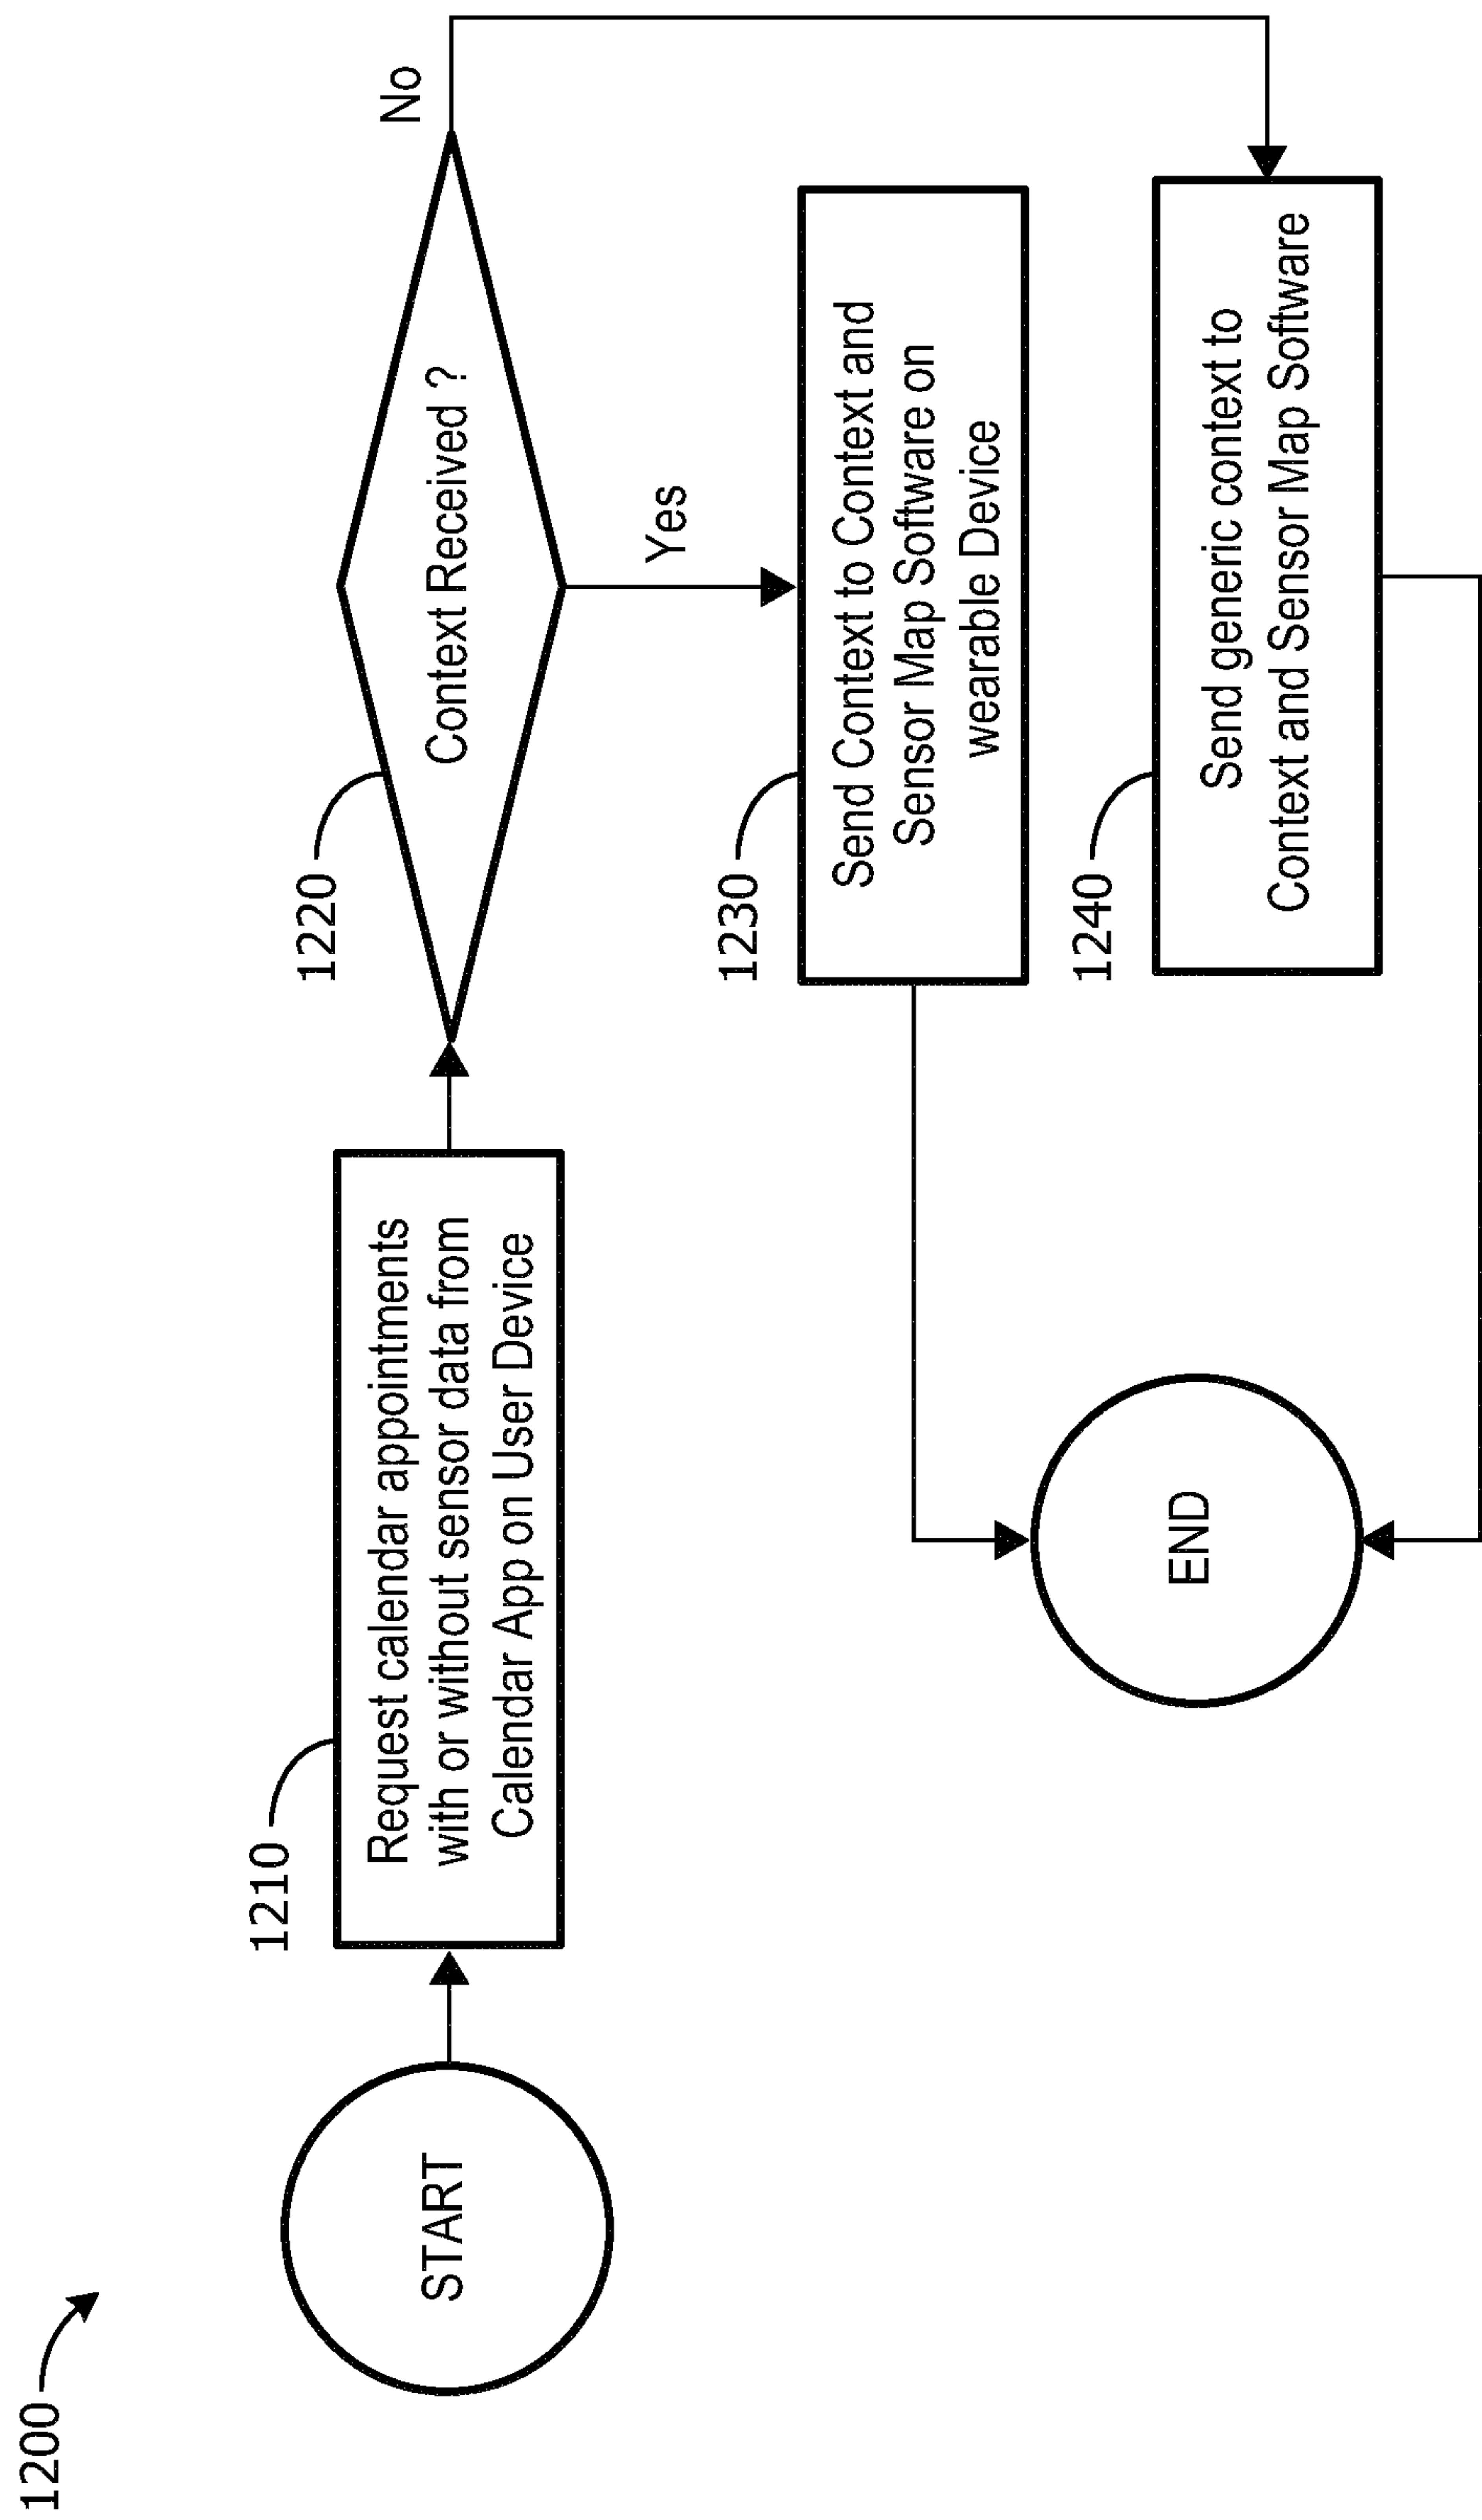 1200
START
1210
Request calendar appointments
with or without sensor data from
Calendar App on User Device
1220
Context Received ?
No
Yes
1230
Send Context to Context and
Sensor Map Software on
wearable Device
1240
Send generic context to
Context and Sensor Map Software
END